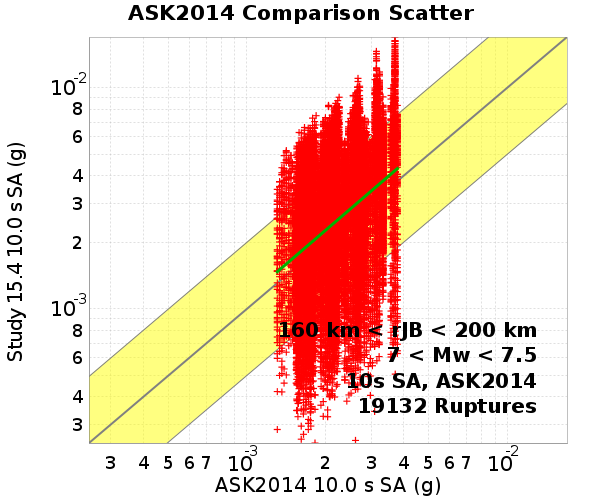 ASK2014 Comparison Scatter
Study 15.4 10.0 s SA (g)
10-2
8
6
4
3
2
10-3
8
6
4
3
160 km < rJB < 200 km
7 < Mw < 7.5
10s SA, ASK2014
19132 Ruptures
3 4 5 6 7 10-3 2 3 4 5 6 7 10-2
ASK2014 10.0 s SA (g)